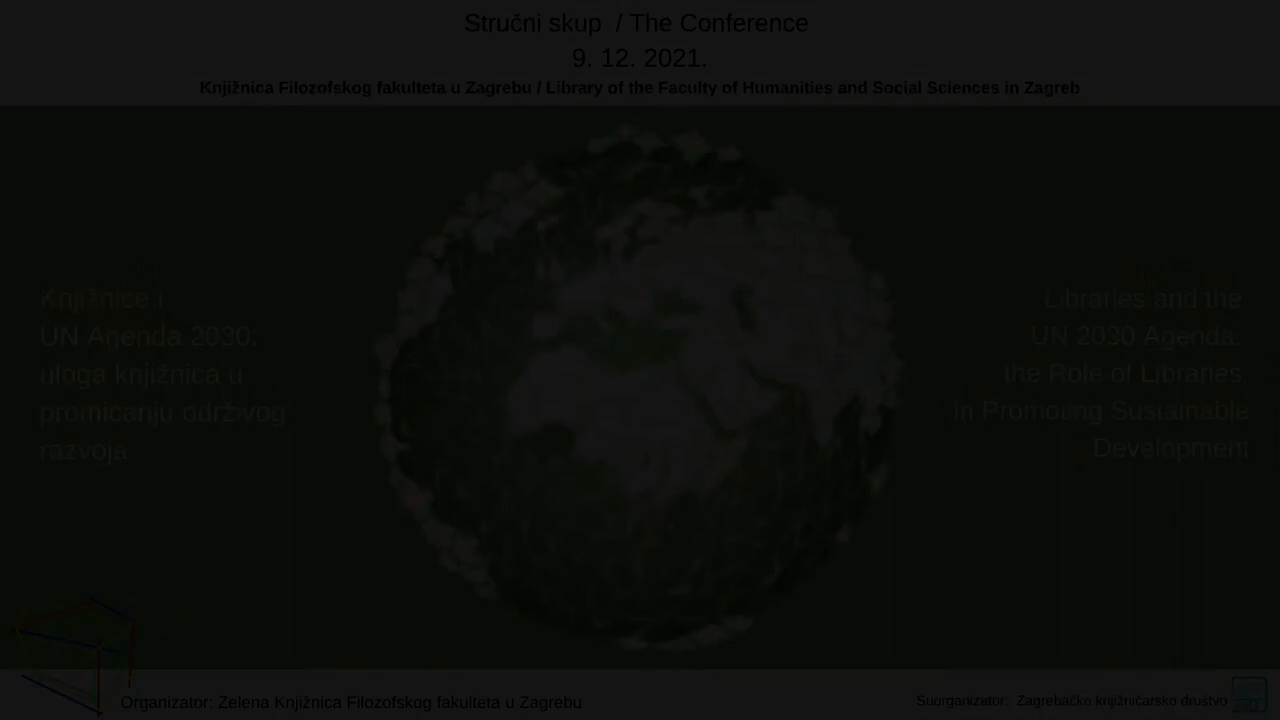 Stručni skup / The Conference
9. 12. 2021.
Knjižnica Filozofskog fakulteta u Zagrebu / Library of the Faculty of Humanities and Social Sciences in Zagreb
Knjižnice i
UN Agenda 2030:
uloga knjižnica u
promicanju održivog
razvoja
Libraries and the
UN 2030 Agenda:
the Role of Libraries
in Promoting Sustainable
Development
Organizator: Zelena Knjižnica Filozofskog fakulteta u Zagrebu
Suorganizator: Zagrebačko knjižničarsko društvo